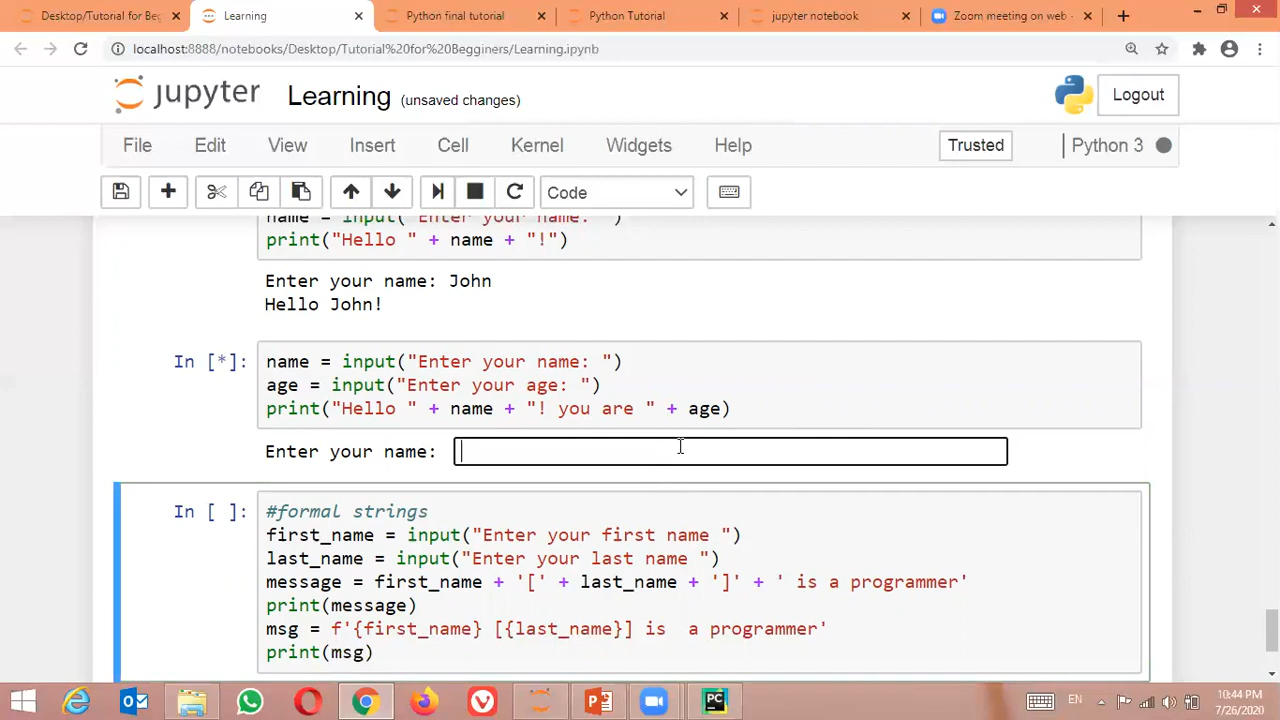 Desktop/Tutorial for Beg
Learning
Python final tutorial
Python Tutorial
jupyter notebook
Zoom meeting on web -
localhost:8888/notebooks/Desktop/Tutorial%20for%20Begginers/Learning.ipynb
jupyter Learning (unsaved changes)
Logout
File Edit View Insert Cell Kernel Widgets Help
Trusted Python 3
Code
name = input("Enter your name: ")
print("Hello " + name + "!")
Enter your name: John
Hello John!
In [*]: name = input("Enter your name: ")
age = input("Enter your age: ")
print("Hello " + name + "! you are " + age)
Enter your name:
In [ ]: #formal strings
first_name = input("Enter your first name ")
last_name = input("Enter your last name ")
message = first_name + '[' + last_name + ']' + ' is a programmer'
print(message)
msg = f'{first_name} [{last_name}] is  a programmer'
print(msg)
EN
10:44 PM
7/26/2020